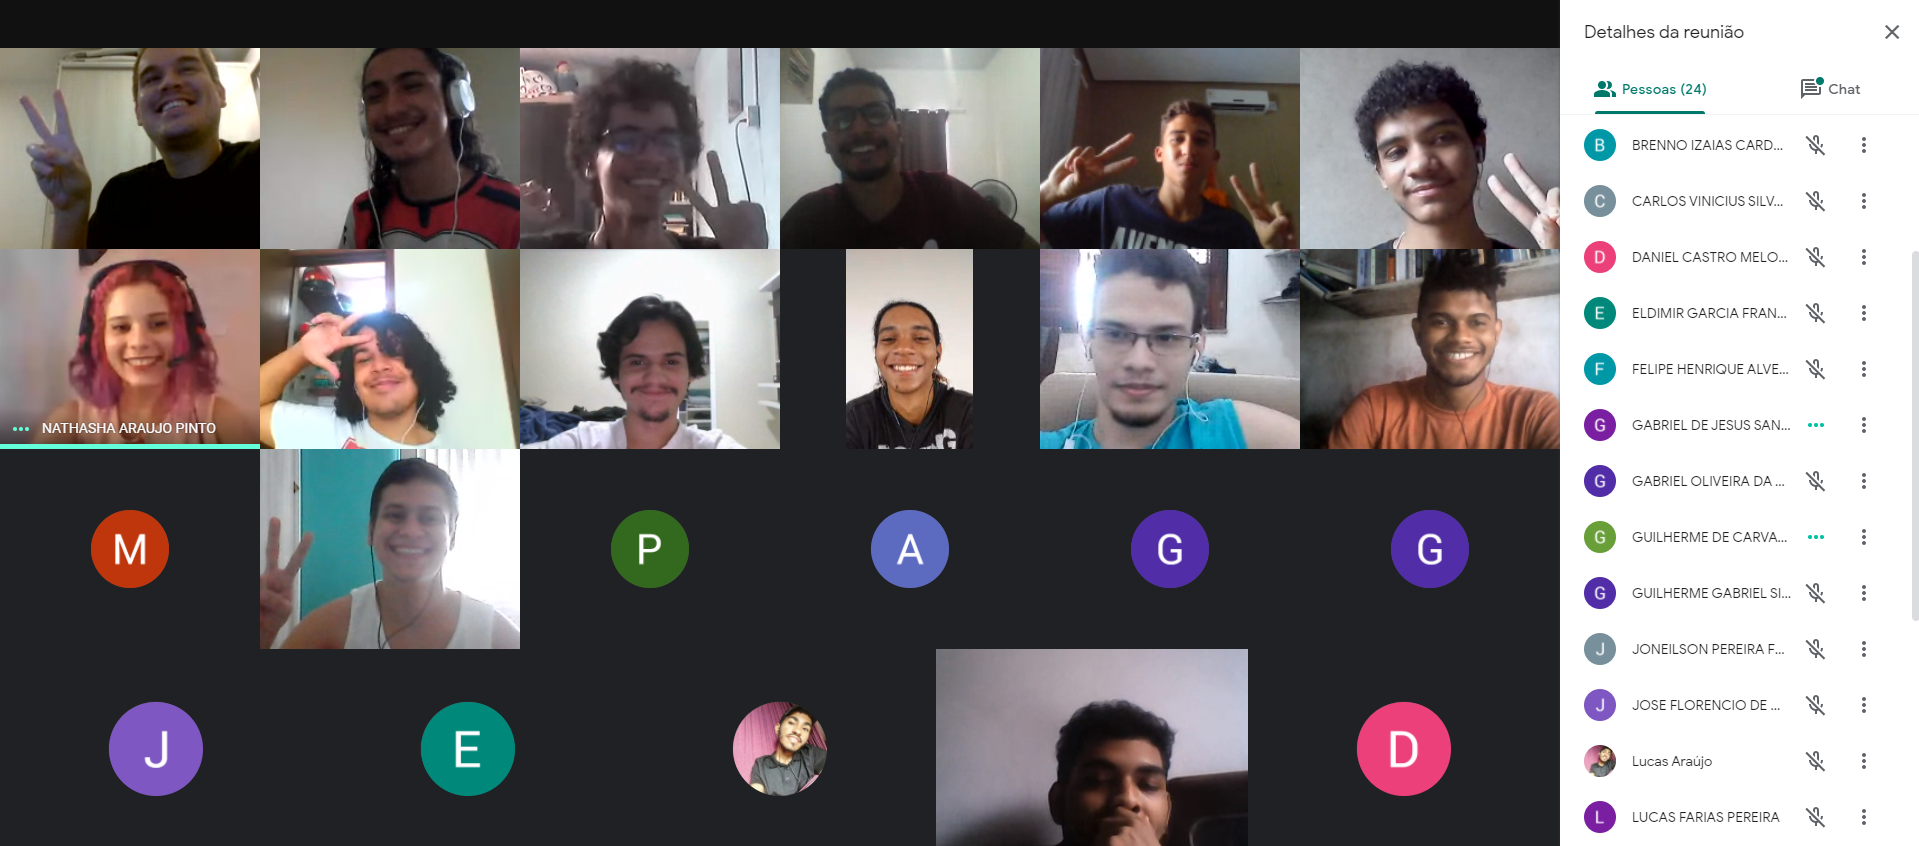 Detalhes da reunião
Pessoas (24)
Chat
B BRENNO IZAIAS CARD...
C CARLOS VINICIUS SILV...
D DANIEL CASTRO MELO...
E ELDIMIR GARCIA FRAN...
F FELIPE HENRIQUE ALVE...
G GABRIEL DE JESUS SAN...
G GABRIEL OLIVEIRA DA ...
G GUILHERME DE CARVA...
G GUILHERME GABRIEL SI...
J JONEILSON PEREIRA F...
J JOSE FLORENCIO DE ...
Lucas Araújo
L LUCAS FARIAS PEREIRA
NATHASHA ARAUJO PINTO
M
P
A
G
G
J
E
D